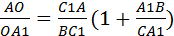 AO/OA1 = C1A/BC1 (1 + A1B/CA1)